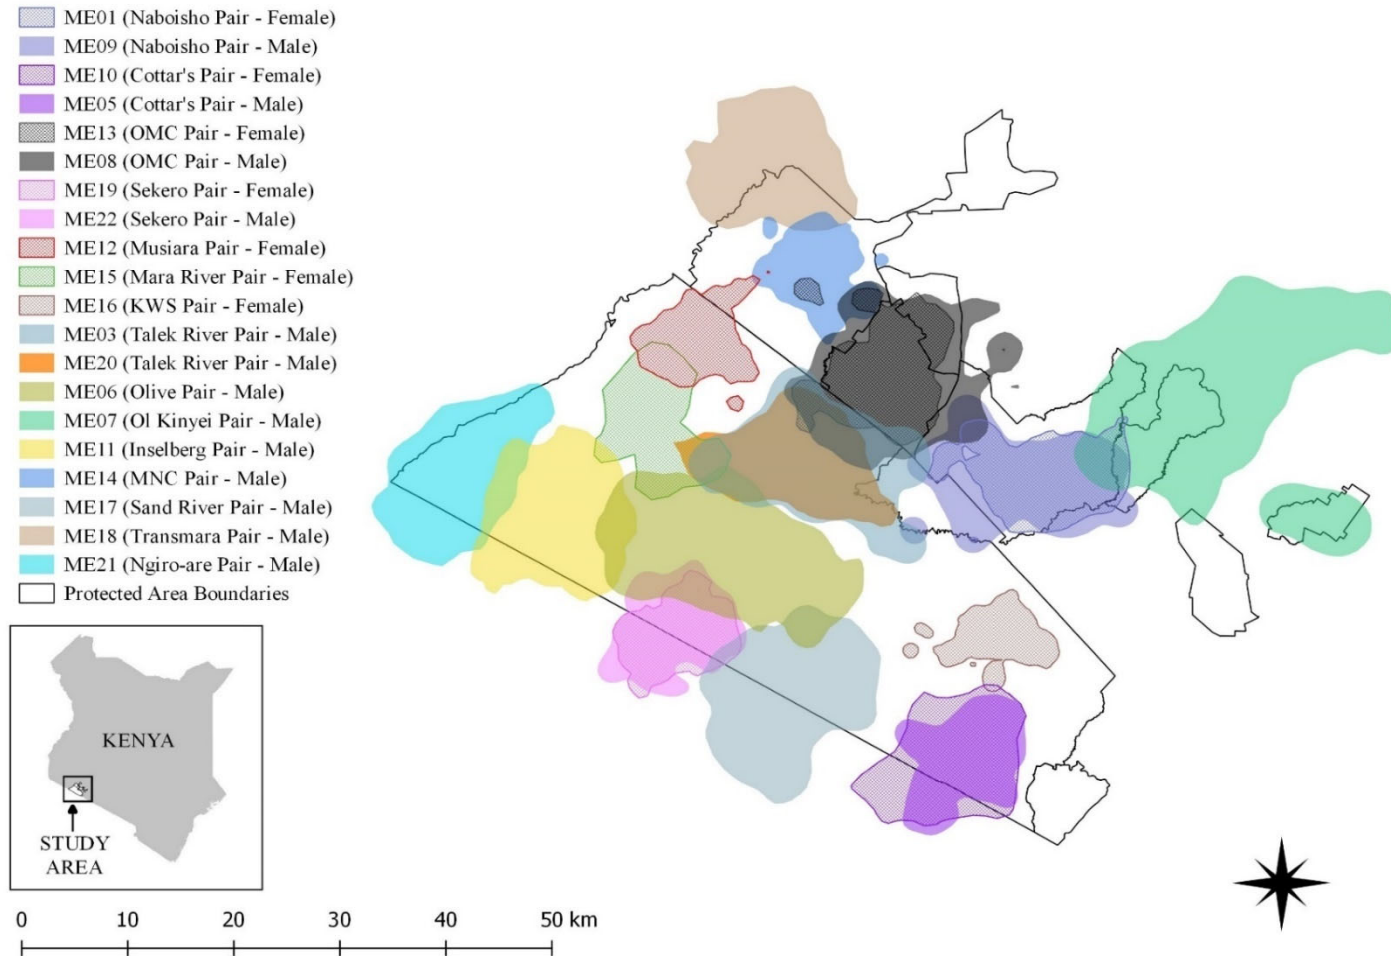 ME01 (Naboisho Pair - Female)
ME09 (Naboisho Pair - Male)
ME10 (Cottar's Pair - Female)
ME05 (Cottar's Pair - Male)
ME13 (OMC Pair - Female)
ME08 (OMC Pair - Male)
ME19 (Sekero Pair - Female)
ME22 (Sekero Pair - Male)
ME12 (Musiara Pair - Female)
ME15 (Mara River Pair - Female)
ME16 (KWS Pair - Female)
ME03 (Talek River Pair - Male)
ME20 (Talek River Pair - Male)
ME06 (Olive Pair - Male)
ME07 (Ol Kinyei Pair - Male)
ME11 (Inselberg Pair - Male)
ME14 (MNC Pair - Male)
ME17 (Sand River Pair - Male)
ME18 (Transmara Pair - Male)
ME21 (Ngiro-are Pair - Male)
Protected Area Boundaries
KENYA
STUDY
AREA
0 10 20 30 40 50 km